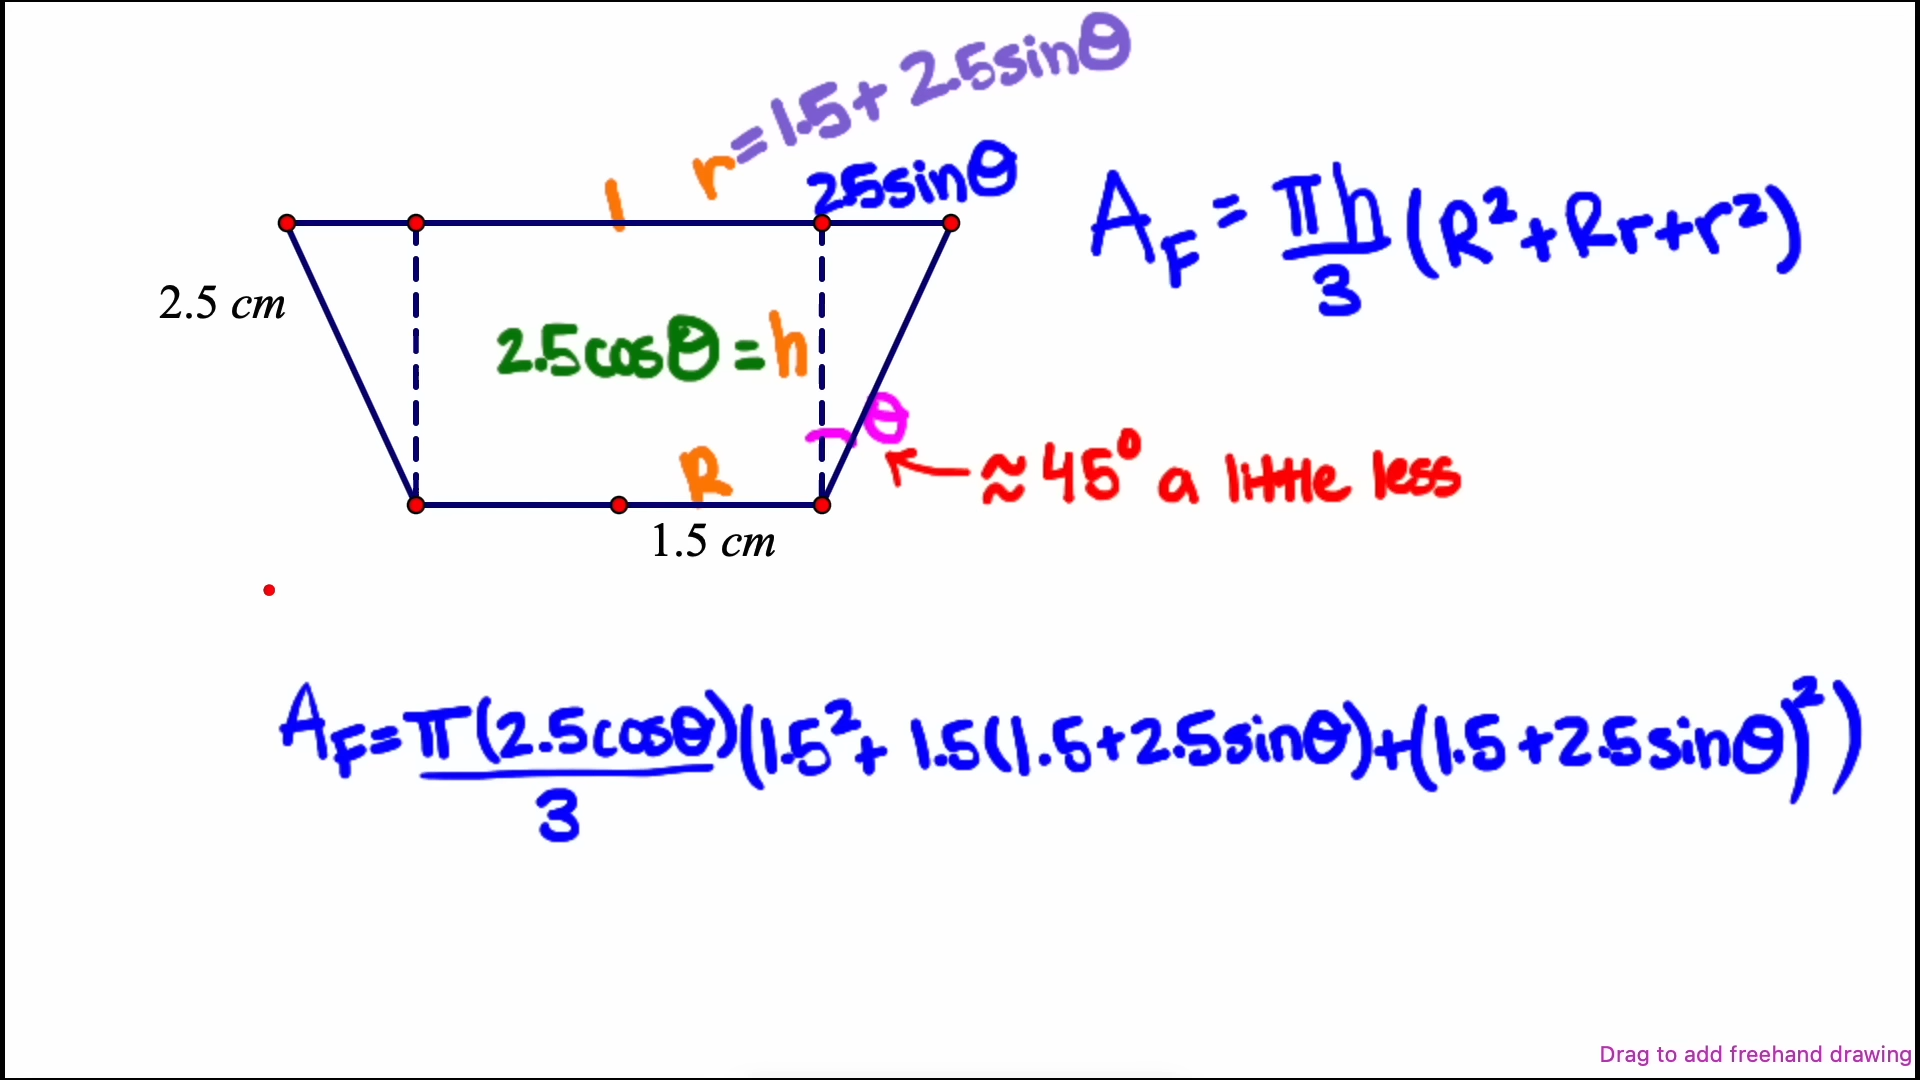 r=1.5+2.5sinθ
2.5sinθ
A_F = πh/3 (R²+Rr+r²)
2.5 cm
2.5cosθ=h
θ
≈45° a little less
R
1.5 cm
A_F=π(2.5cosθ)/3 (1.5²+ 1.5(1.5+2.5sinθ)+(1.5+2.5sinθ)²)
Drag to add freehand drawing